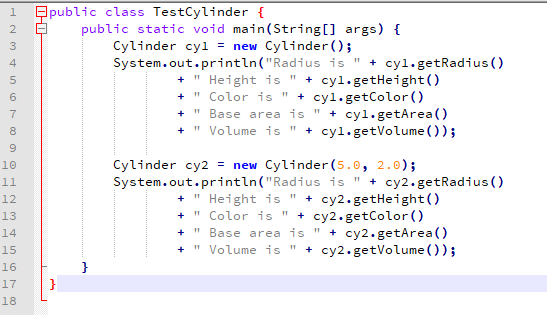 1 public class TestCylinder {
2     public static void main(String[] args) {
3         Cylinder cy1 = new Cylinder();
4         System.out.println("Radius is " + cy1.getRadius()
5                 + " Height is " + cy1.getHeight()
6                 + " Color is " + cy1.getColor()
7                 + " Base area is " + cy1.getArea()
8                 + " Volume is " + cy1.getVolume());
9
10         Cylinder cy2 = new Cylinder(5.0, 2.0);
11         System.out.println("Radius is " + cy2.getRadius()
12                 + " Height is " + cy2.getHeight()
13                 + " Color is " + cy2.getColor()
14                 + " Base area is " + cy2.getArea()
15                 + " Volume is " + cy2.getVolume());
16     }
17 }
18